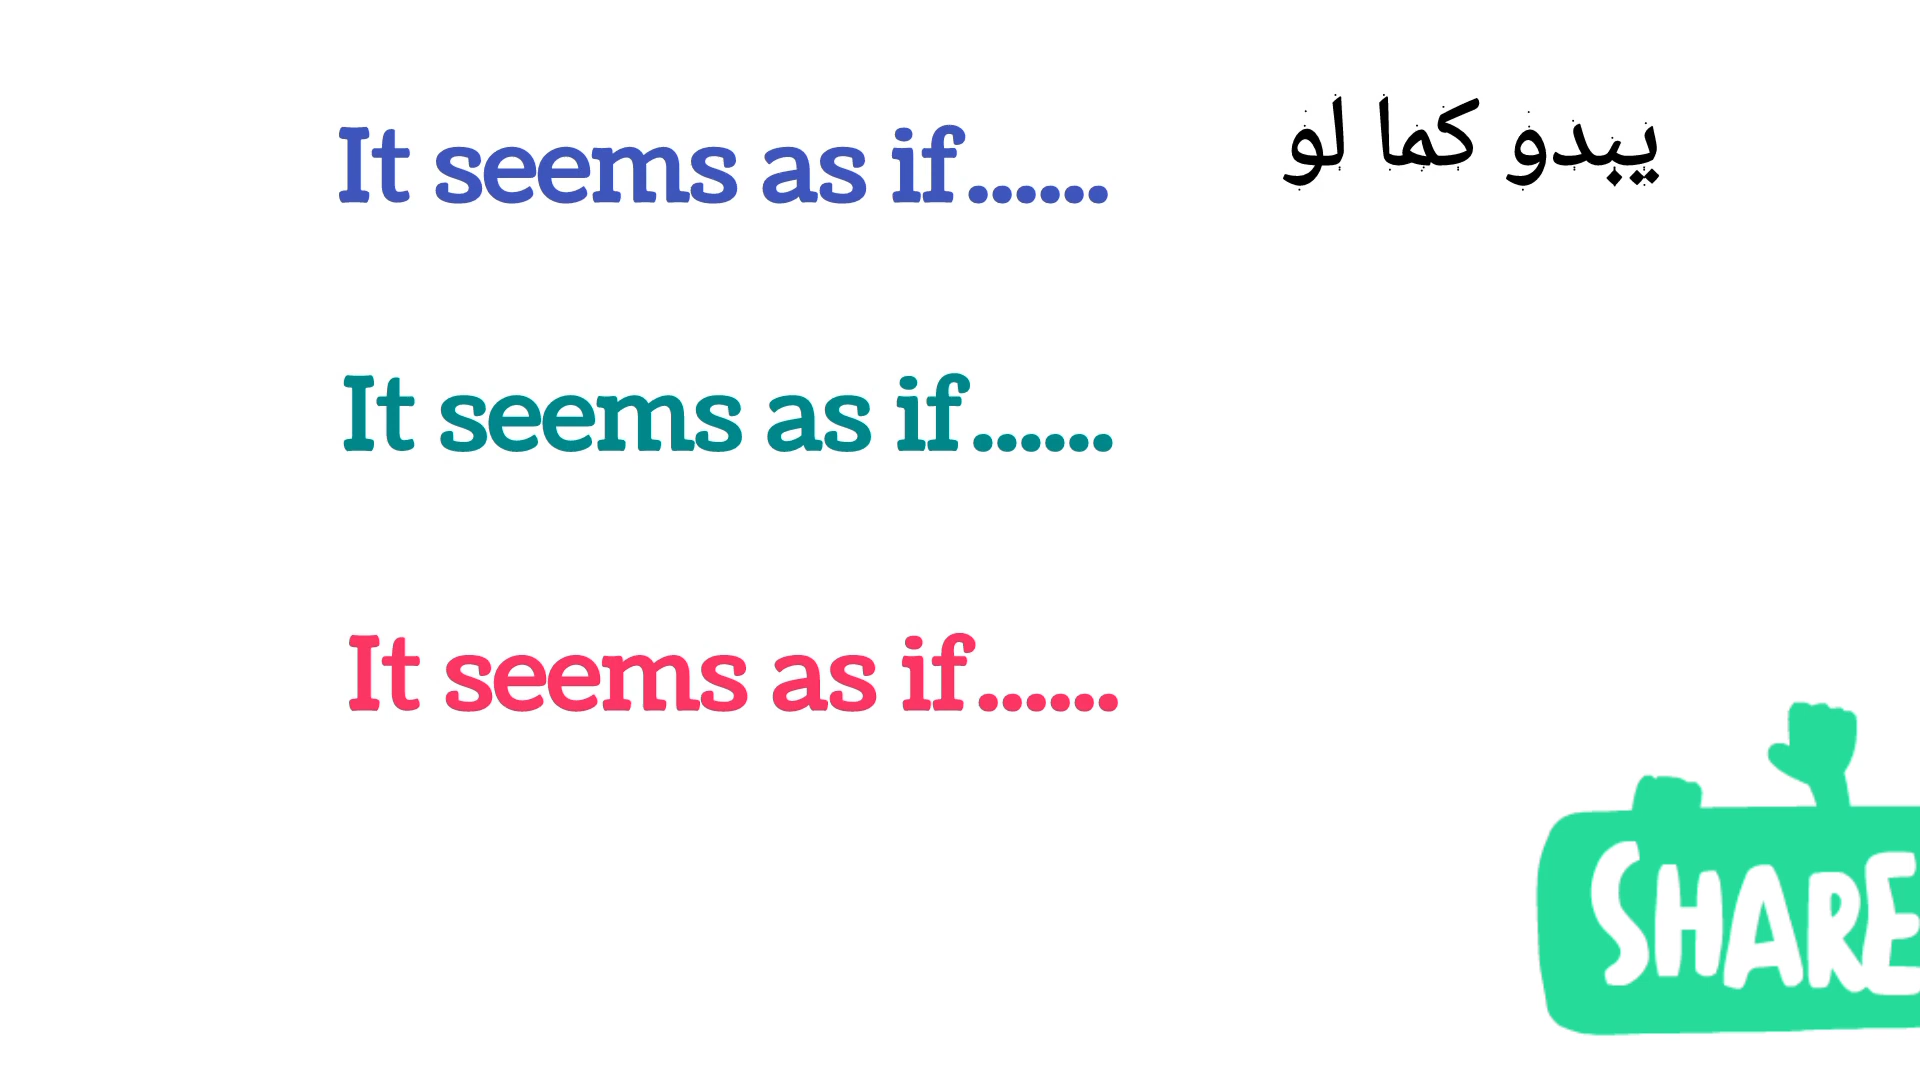 It seems as if......
يبدو كما لو
It seems as if......
It seems as if......
SHARE